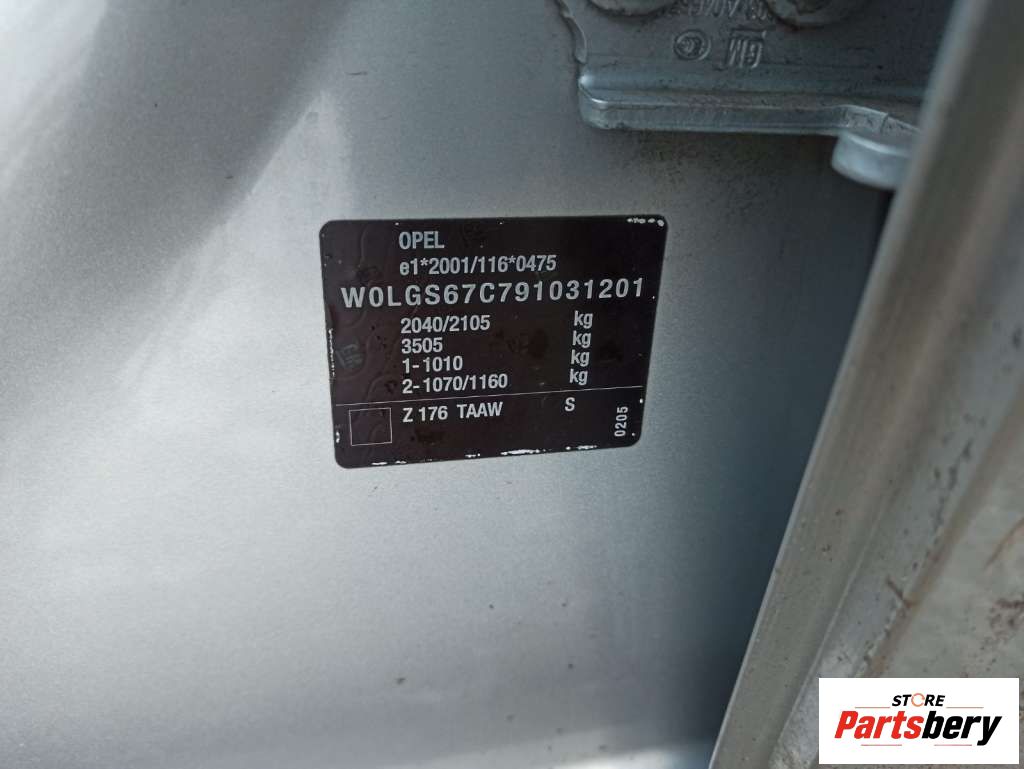 GM
OPEL
e1*2001/116*0475
W0LGS67C791031201
2040/2105 kg
3505 kg
1-1010 kg
2-1070/1160 kg
Z 176 TAAW S
0205
STORE
Partsbery